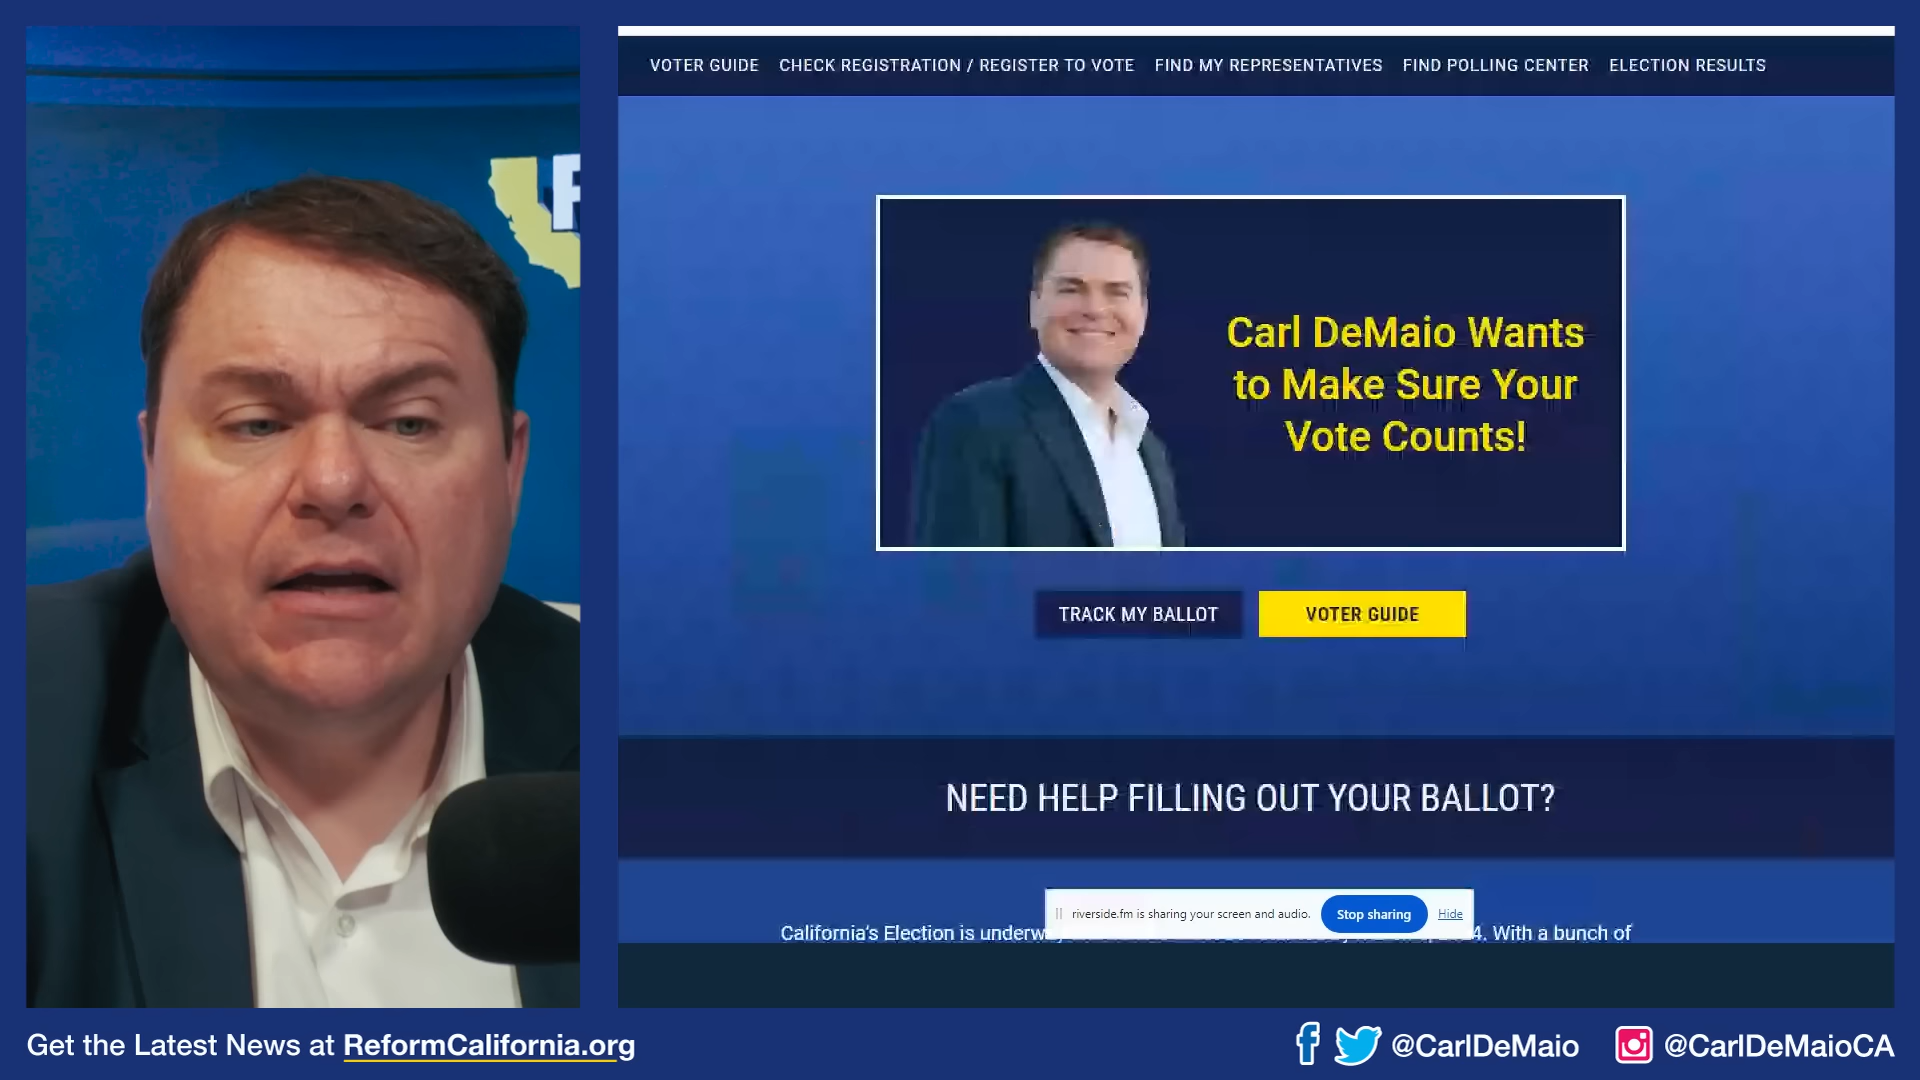 VOTER GUIDE CHECK REGISTRATION / REGISTER TO VOTE FIND MY REPRESENTATIVES FIND POLLING CENTER ELECTION RESULTS
Carl DeMaio Wants
to Make Sure Your
Vote Counts!
TRACK MY BALLOT VOTER GUIDE
NEED HELP FILLING OUT YOUR BALLOT?
riverside.fm is sharing your screen and audio. Stop sharing Hide
California's Election is 4. With a bunch of
Get the Latest News at ReformCalifornia.org @CarlDeMaio @CarlDeMaioCA